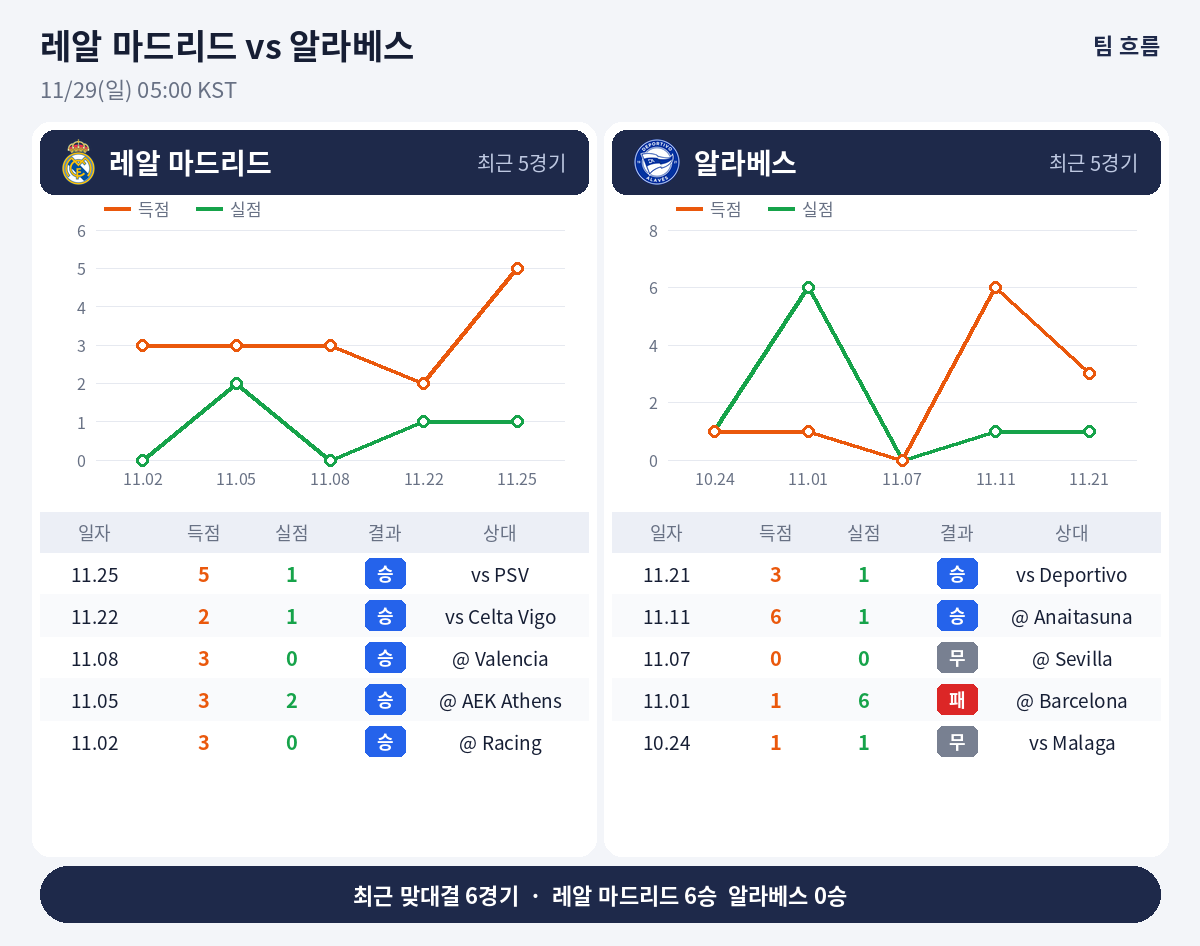 레알 마드리드 vs 알라베스
팀 흐름
11/29(일) 05:00 KST
레알 마드리드
최근 5경기
득점 실점
6
5
4
3
2
1
0
11.02 11.05 11.08 11.22 11.25
일자 득점 실점 결과 상대
11.25 5 1 승 vs PSV
11.22 2 1 승 vs Celta Vigo
11.08 3 0 승 @ Valencia
11.05 3 2 승 @ AEK Athens
11.02 3 0 승 @ Racing
DEPORTIVO
ALAVES
알라베스
최근 5경기
득점 실점
8
6
4
2
0
10.24 11.01 11.07 11.11 11.21
일자 득점 실점 결과 상대
11.21 3 1 승 vs Deportivo
11.11 6 1 승 @ Anaitasuna
11.07 0 0 무 @ Sevilla
11.01 1 6 패 @ Barcelona
10.24 1 1 무 vs Malaga
최근 맞대결 6경기 · 레알 마드리드 6승 알라베스 0승